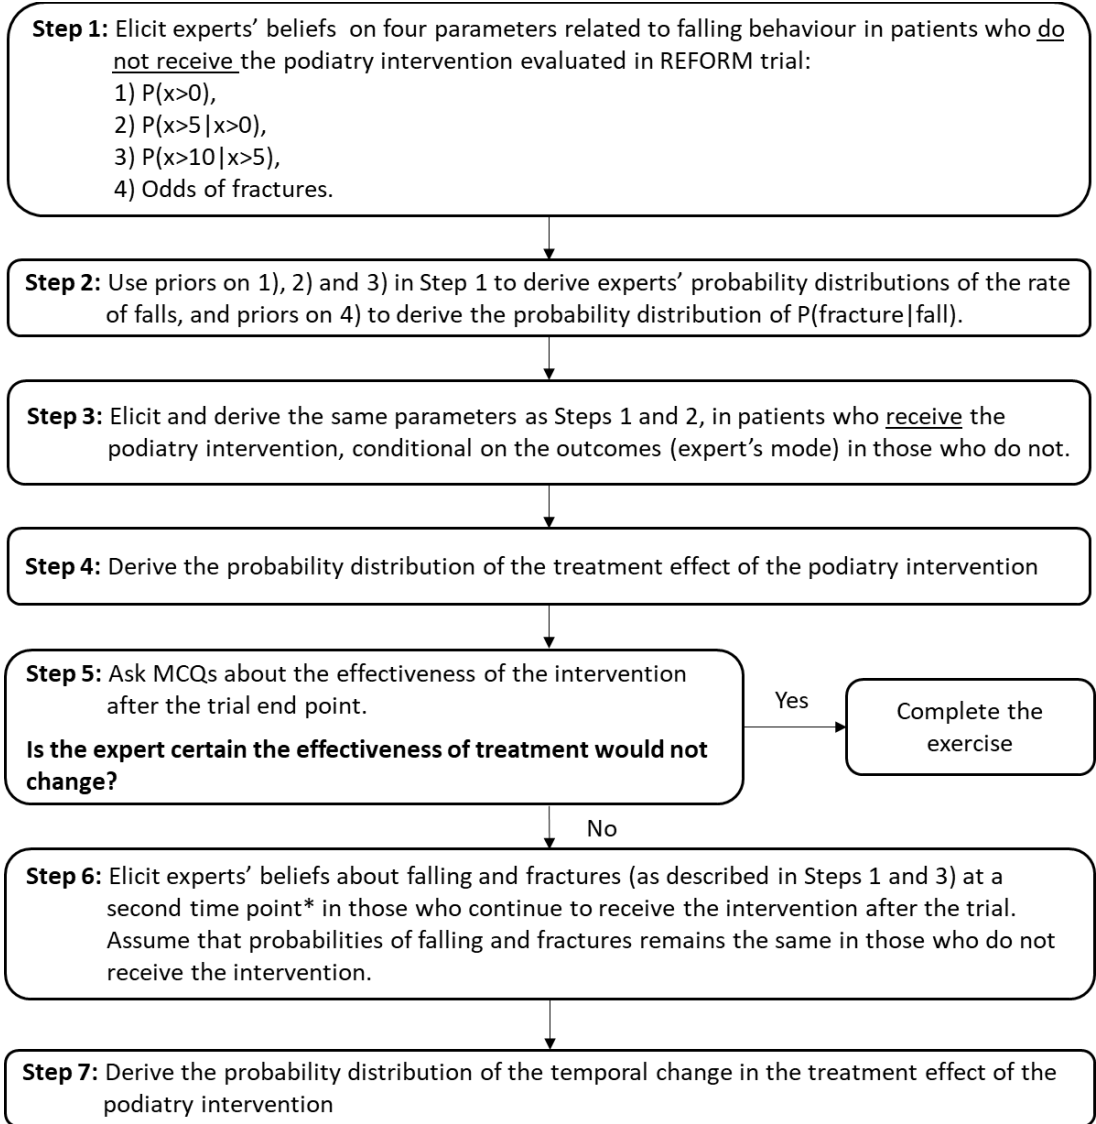 Step 1: Elicit experts’ beliefs on four parameters related to falling behaviour in patients who do
not receive the podiatry intervention evaluated in REFORM trial:
1) P(x>0),
2) P(x>5|x>0),
3) P(x>10|x>5),
4) Odds of fractures.
Step 2: Use priors on 1), 2) and 3) in Step 1 to derive experts’ probability distributions of the rate
of falls, and priors on 4) to derive the probability distribution of P(fracture|fall).
Step 3: Elicit and derive the same parameters as Steps 1 and 2, in patients who receive the
podiatry intervention, conditional on the outcomes (expert’s mode) in those who do not.
Step 4: Derive the probability distribution of the treatment effect of the podiatry intervention
Step 5: Ask MCQs about the effectiveness of the intervention
after the trial end point.
Is the expert certain the effectiveness of treatment would not
change?
Yes
Complete the
exercise
No
Step 6: Elicit experts’ beliefs about falling and fractures (as described in Steps 1 and 3) at a
second time point* in those who continue to receive the intervention after the trial.
Assume that probabilities of falling and fractures remains the same in those who do not
receive the intervention.
Step 7: Derive the probability distribution of the temporal change in the treatment effect of the
podiatry intervention